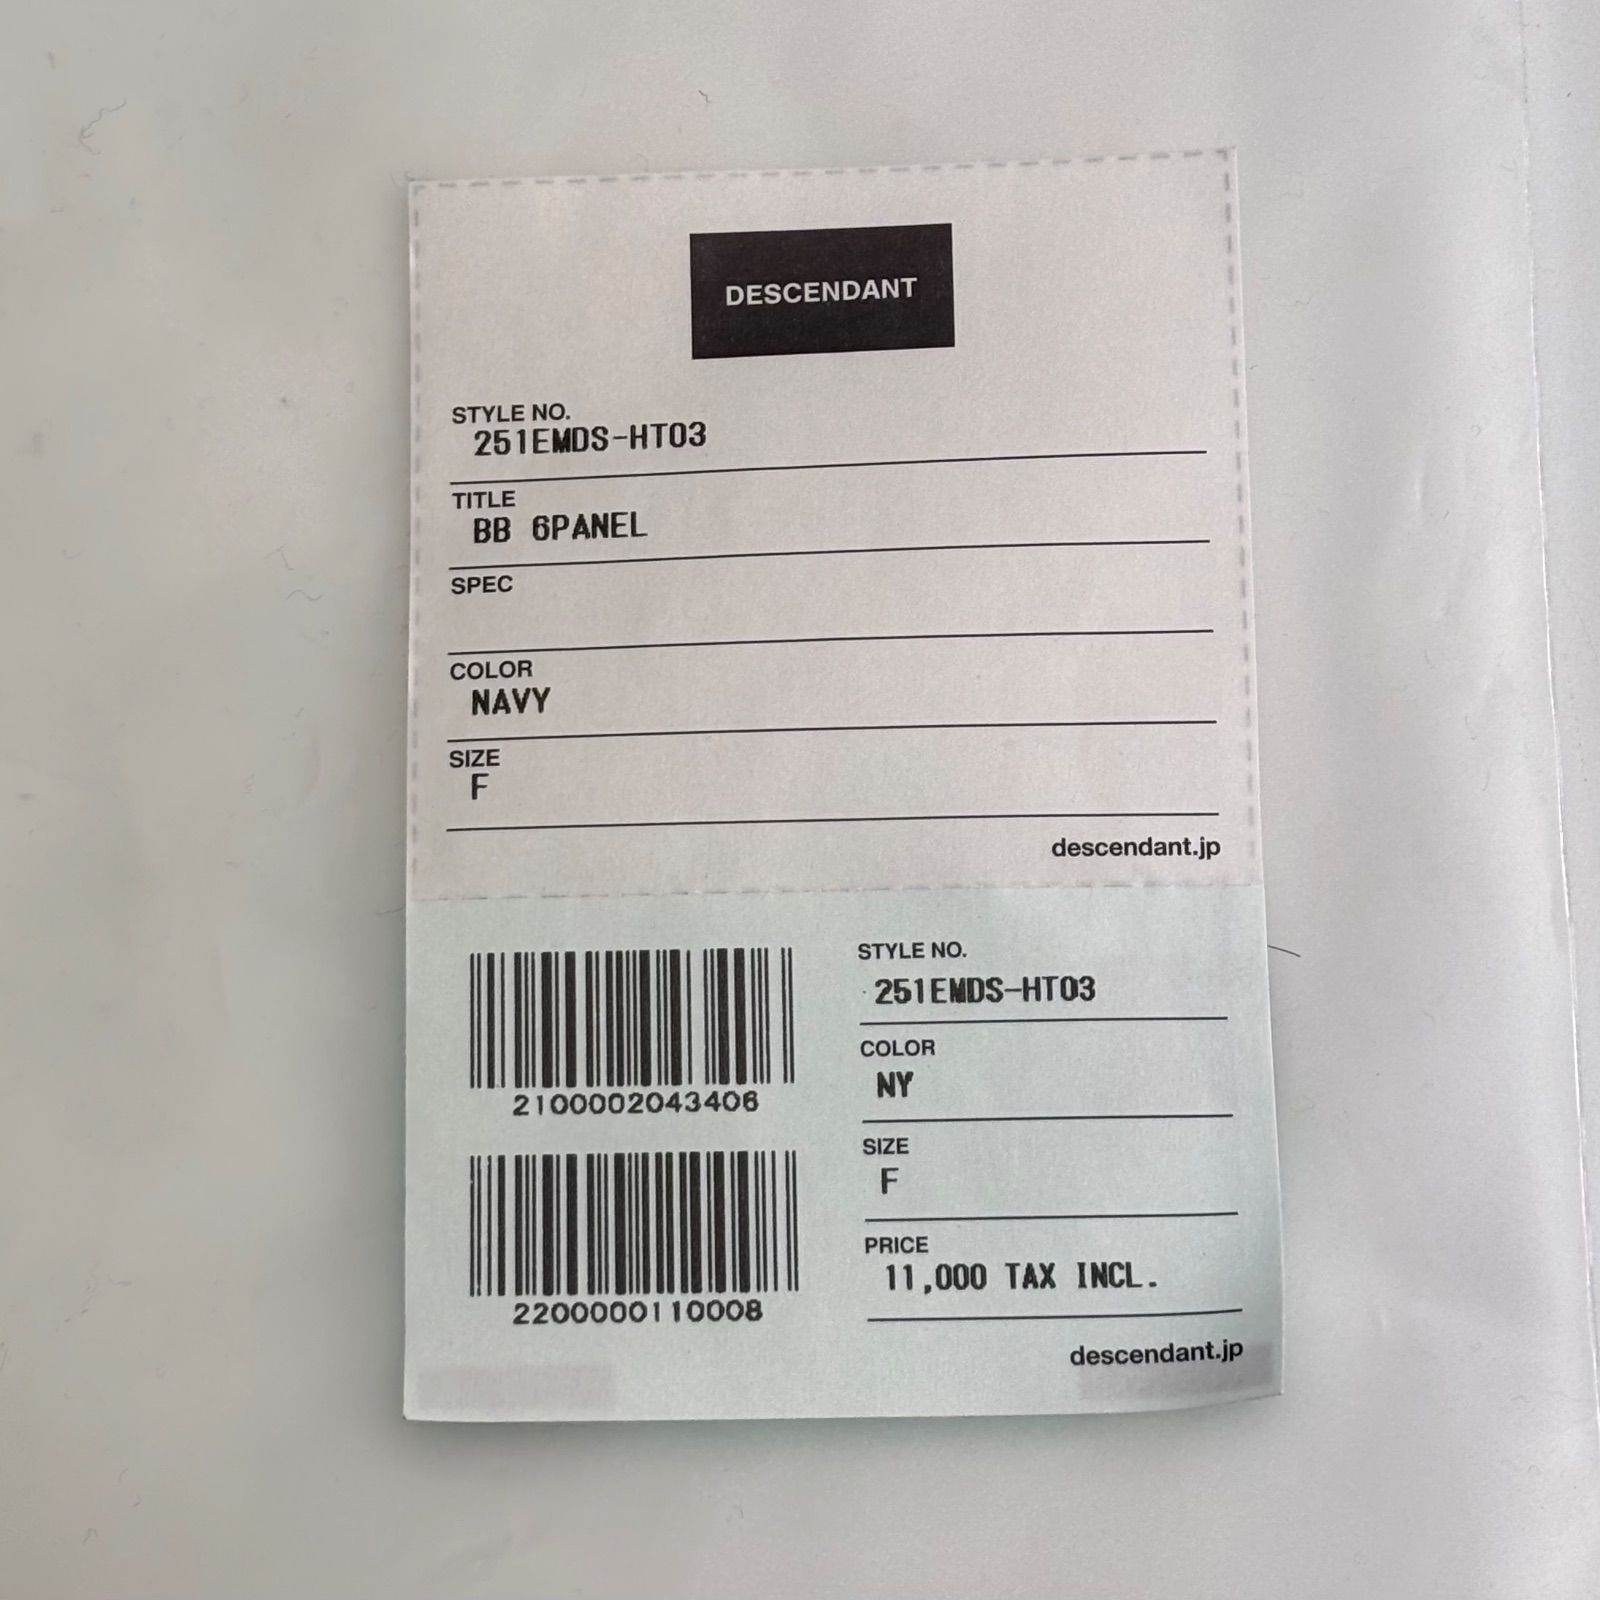 DESCENDANT
STYLE NO.
251EMDS-HT03
TITLE
BB 6PANEL
SPEC
COLOR
NAVY
SIZE
F
descendant.jp
2100002043406
2200000110008
STYLE NO.
251EMDS-HT03
COLOR
NY
SIZE
F
PRICE
11,000 TAX INCL.
descendant.jp